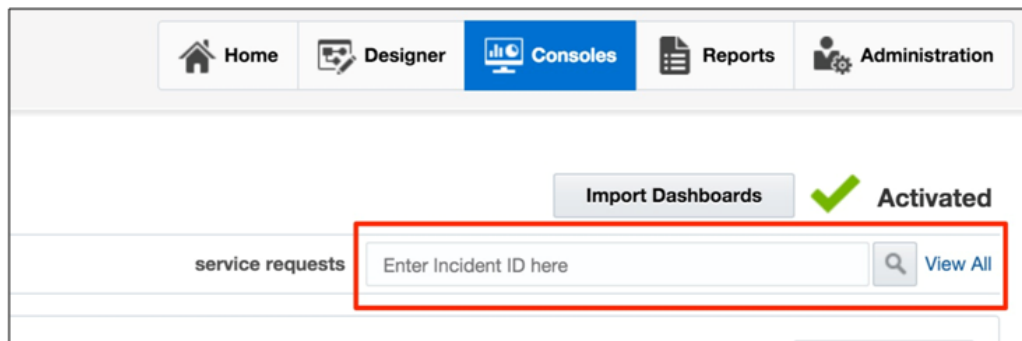 Home Designer Consoles Reports Administration
Import Dashboards Activated
service requests Enter Incident ID here View All